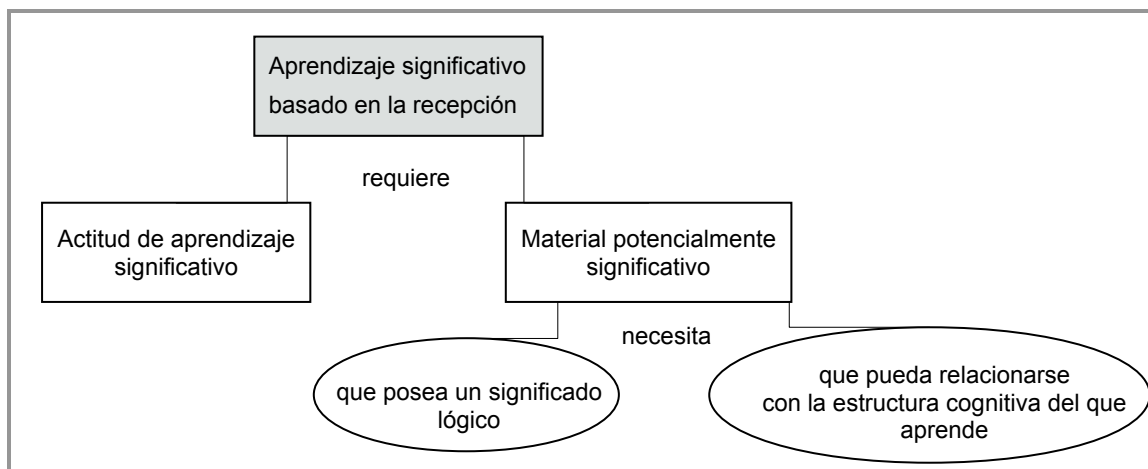 Aprendizaje significativo
basado en la recepción
requiere
Actitud de aprendizaje
significativo
Material potencialmente
significativo
necesita
que posea un significado
lógico
que pueda relacionarse
con la estructura cognitiva del que
aprende